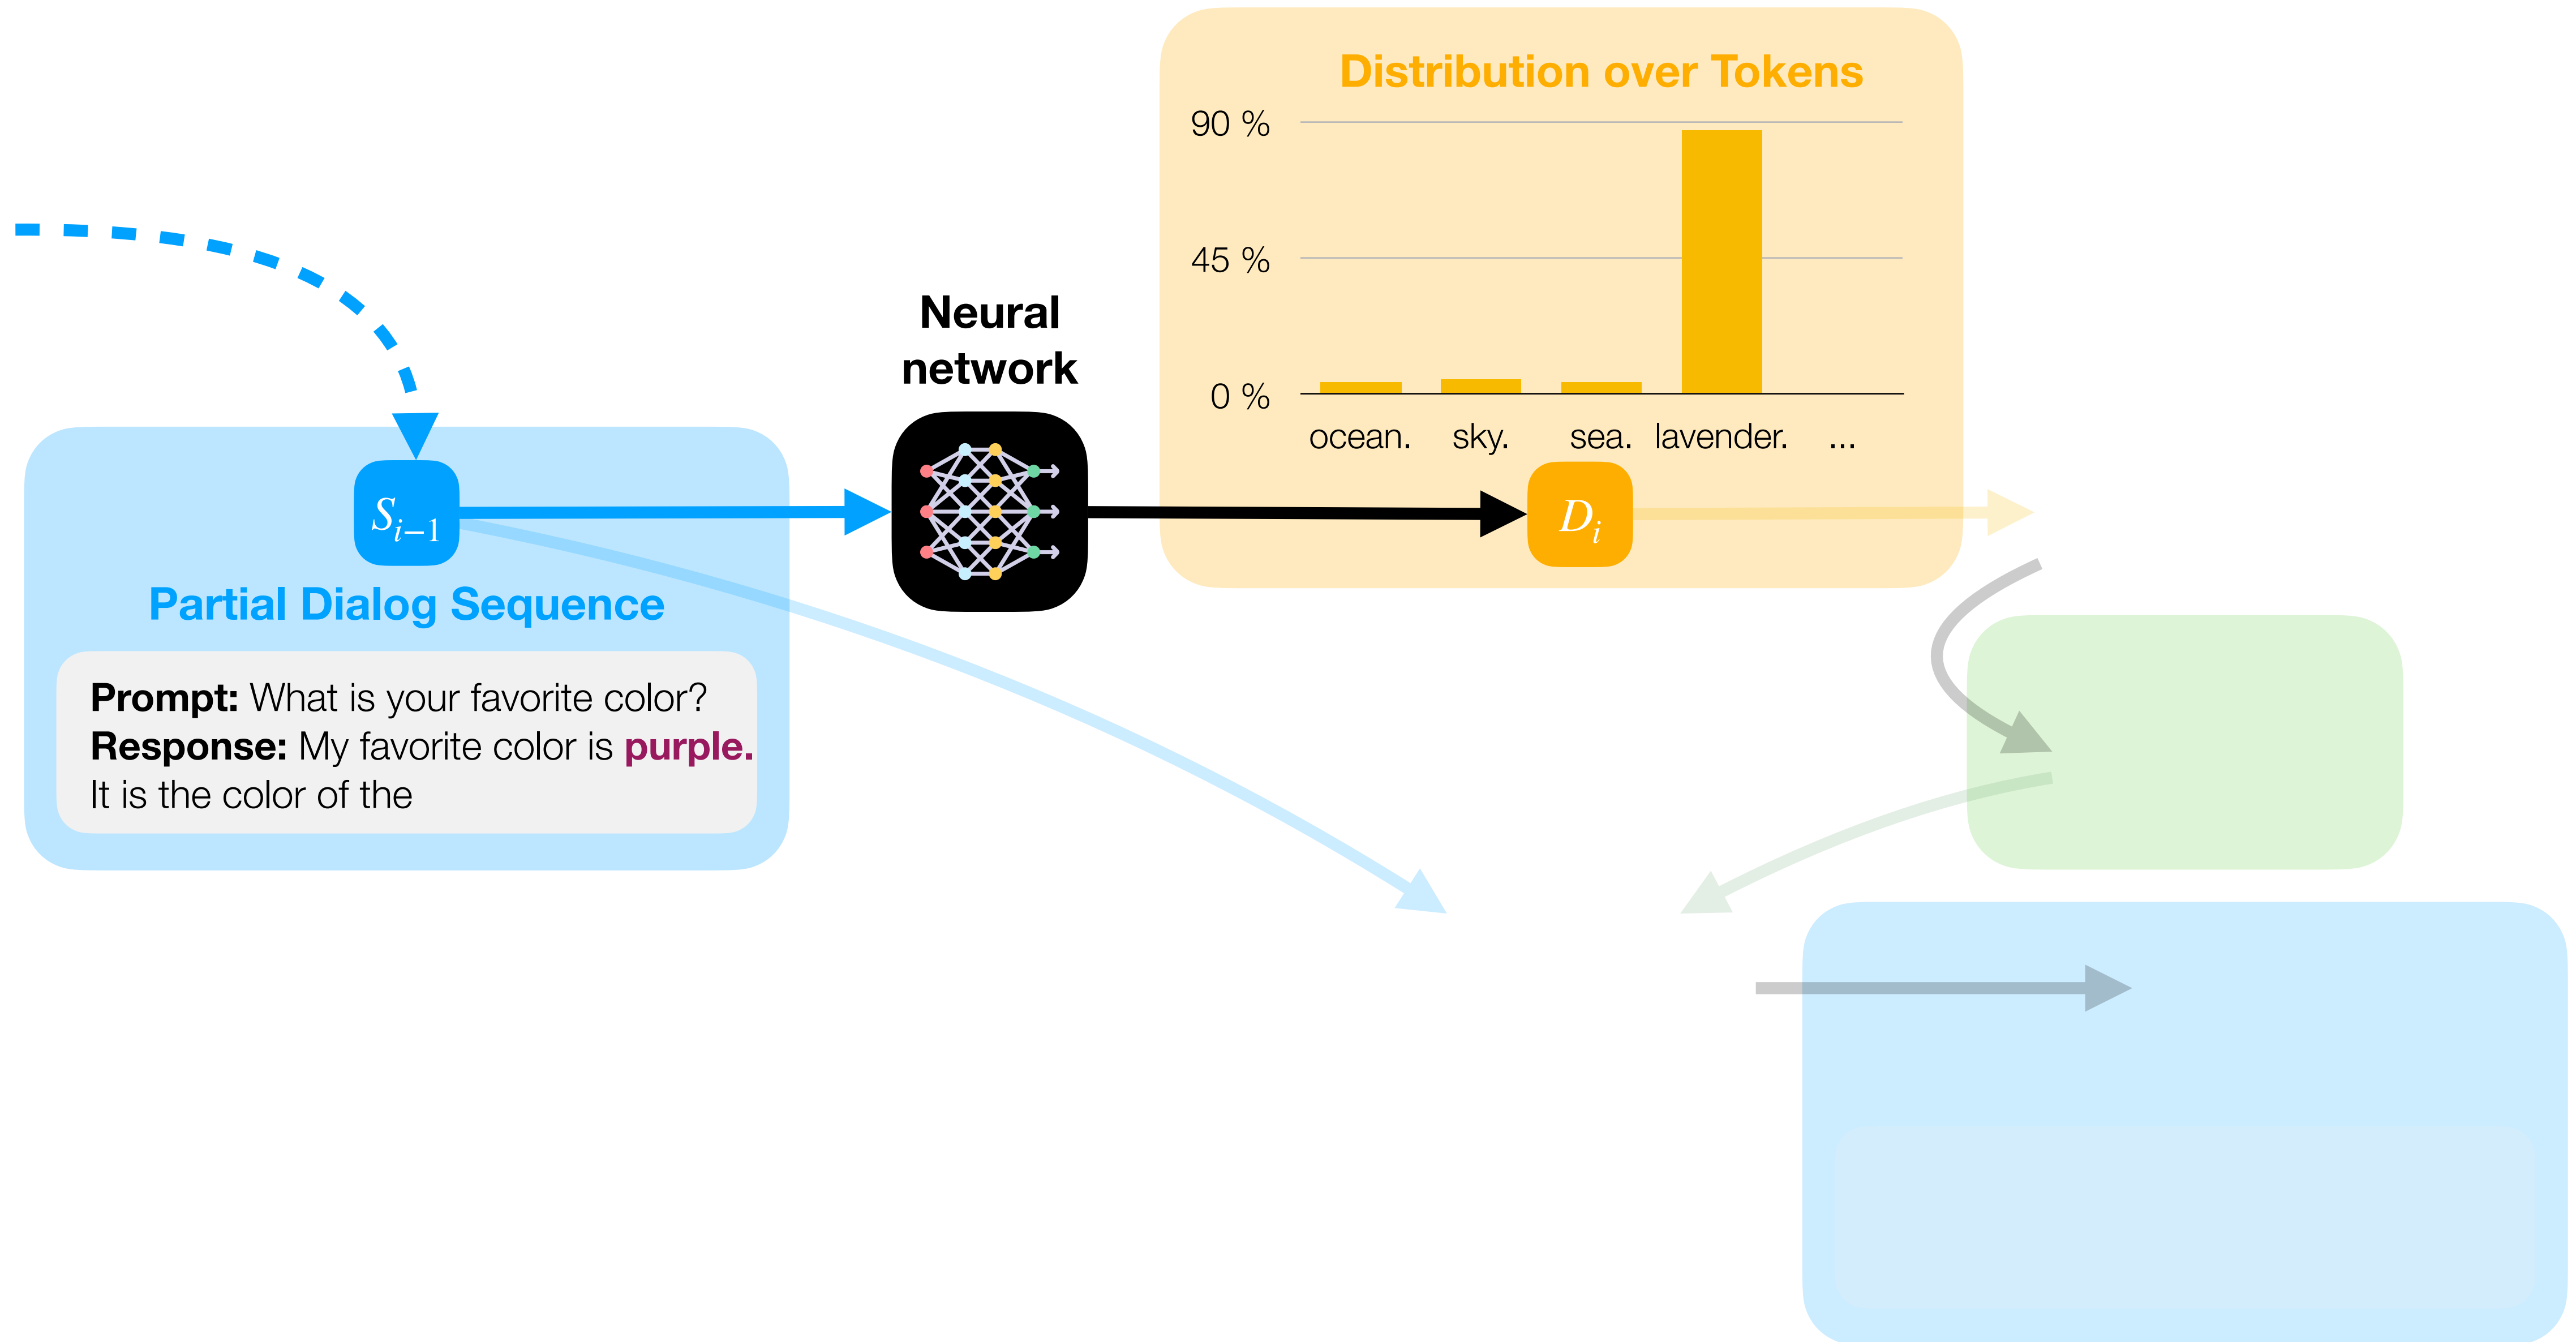 Distribution over Tokens
90 %
45 %
0 %
ocean. sky. sea. lavender. ...
Neural
network
S_{i−1}
D_i
Partial Dialog Sequence
Prompt: What is your favorite color?
Response: My favorite color is purple.
It is the color of the